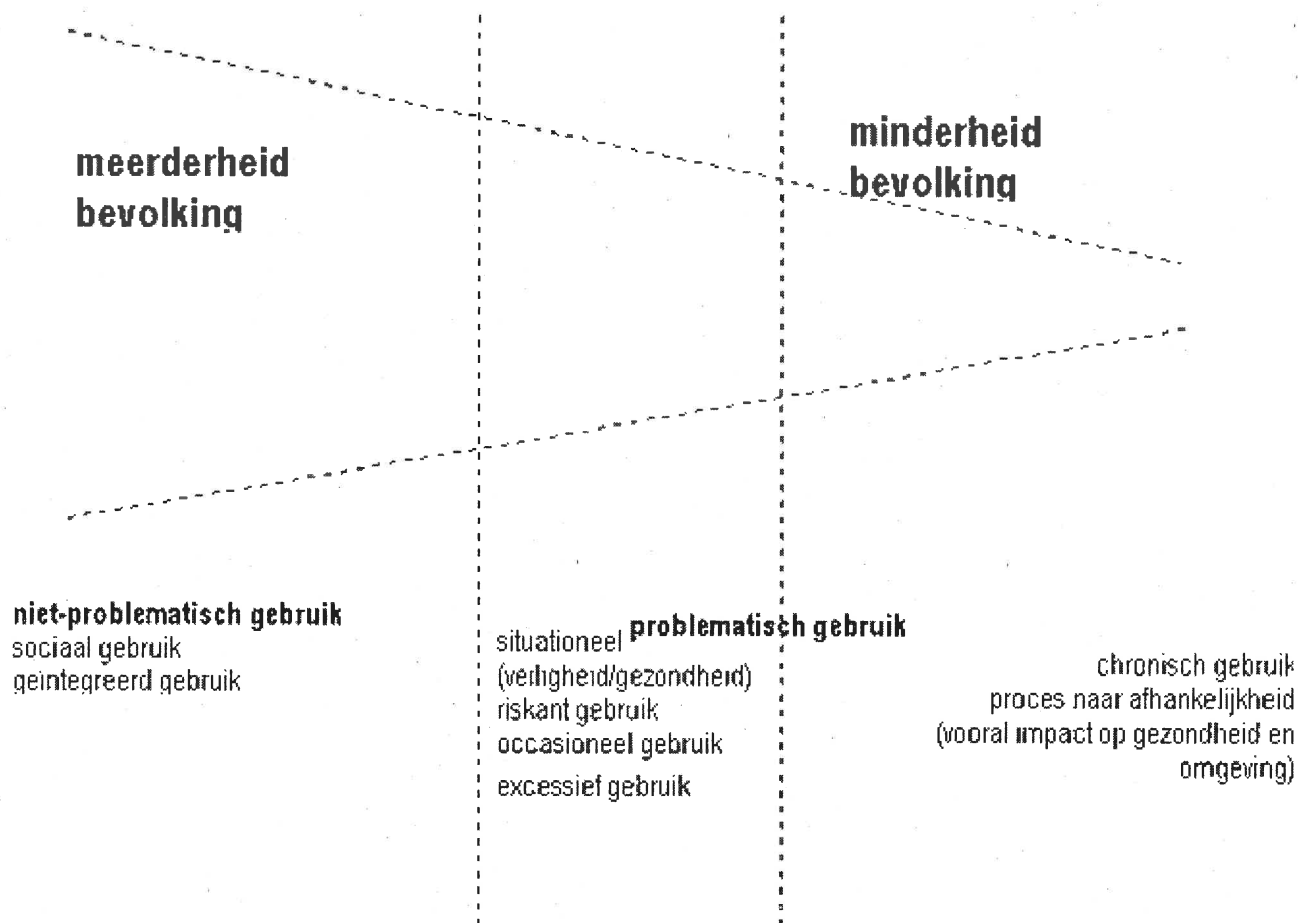 meerderheid
bevolking
minderheid
bevolking
niet-problematisch gebruik
sociaal gebruik
geïntegreerd gebruik
problematisch gebruik
situationeel
(veiligheid/gezondheid)
riskant gebruik
occasioneel gebruik
excessief gebruik
chronisch gebruik
proces naar afhankelijkheid
(vooral impact op gezondheid en
omgeving)